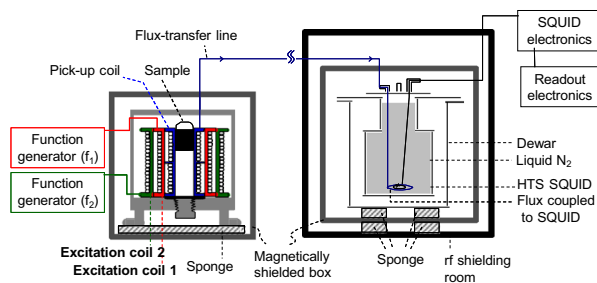 Flux-transfer line
Pick-up coil
Sample
SQUID
electronics
Readout
electronics
Function
generator (f₁)
Function
generator (f₂)
Dewar
Liquid N₂
HTS SQUID
Flux coupled
to SQUID
Excitation coil 2
Excitation coil 1
Sponge
Magnetically
shielded box
Sponge
rf shielding
room